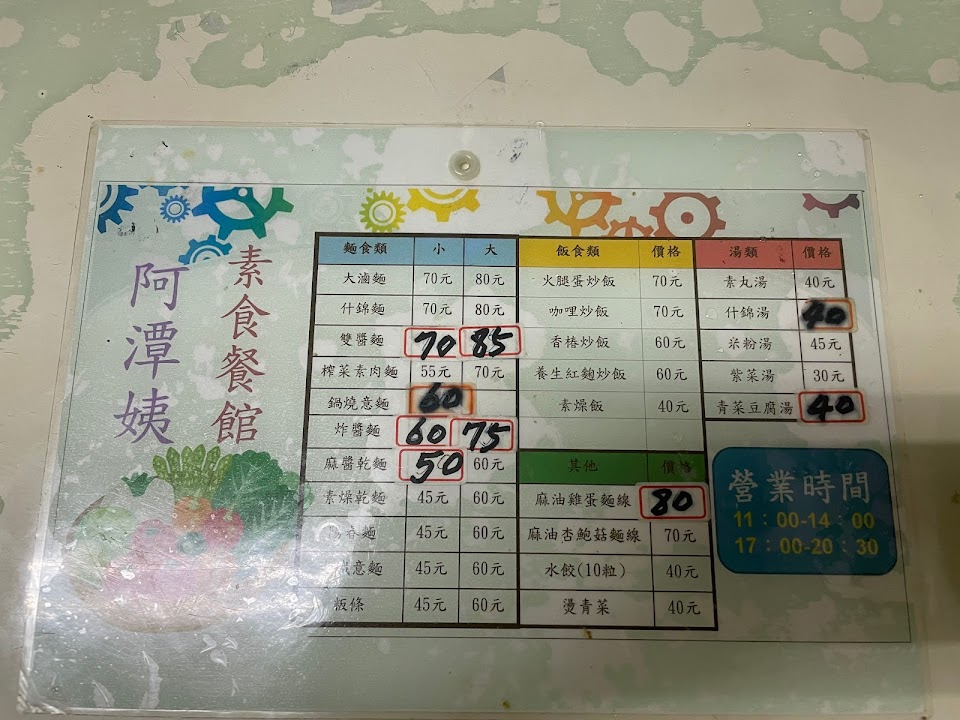 阿潭姨
素食餐館
麵食類 小 大
大滷麵 70元 80元
什錦麵 70元 80元
雙醬麵 70 85
榨菜素肉麵 55元 70元
鍋燒意麵 60
炸醬麵 60 75
麻醬乾麵 50 60元
素燥乾麵 45元 60元
陽春麵 45元 60元
意麵 45元 60元
粄條 45元 60元
飯食類 價格
火腿蛋炒飯 70元
咖哩炒飯 70元
香椿炒飯 60元
養生紅麴炒飯 60元
素燥飯 40元
其他 價格
麻油雞蛋麵線 80
麻油杏鮑菇麵線 70元
水餃(10粒) 40元
燙青菜 40元
湯類 價格
素丸湯 40元
什錦湯 40
米粉湯 45元
紫菜湯 30元
青菜豆腐湯 40
營業時間
11：00-14：00
17：00-20：30